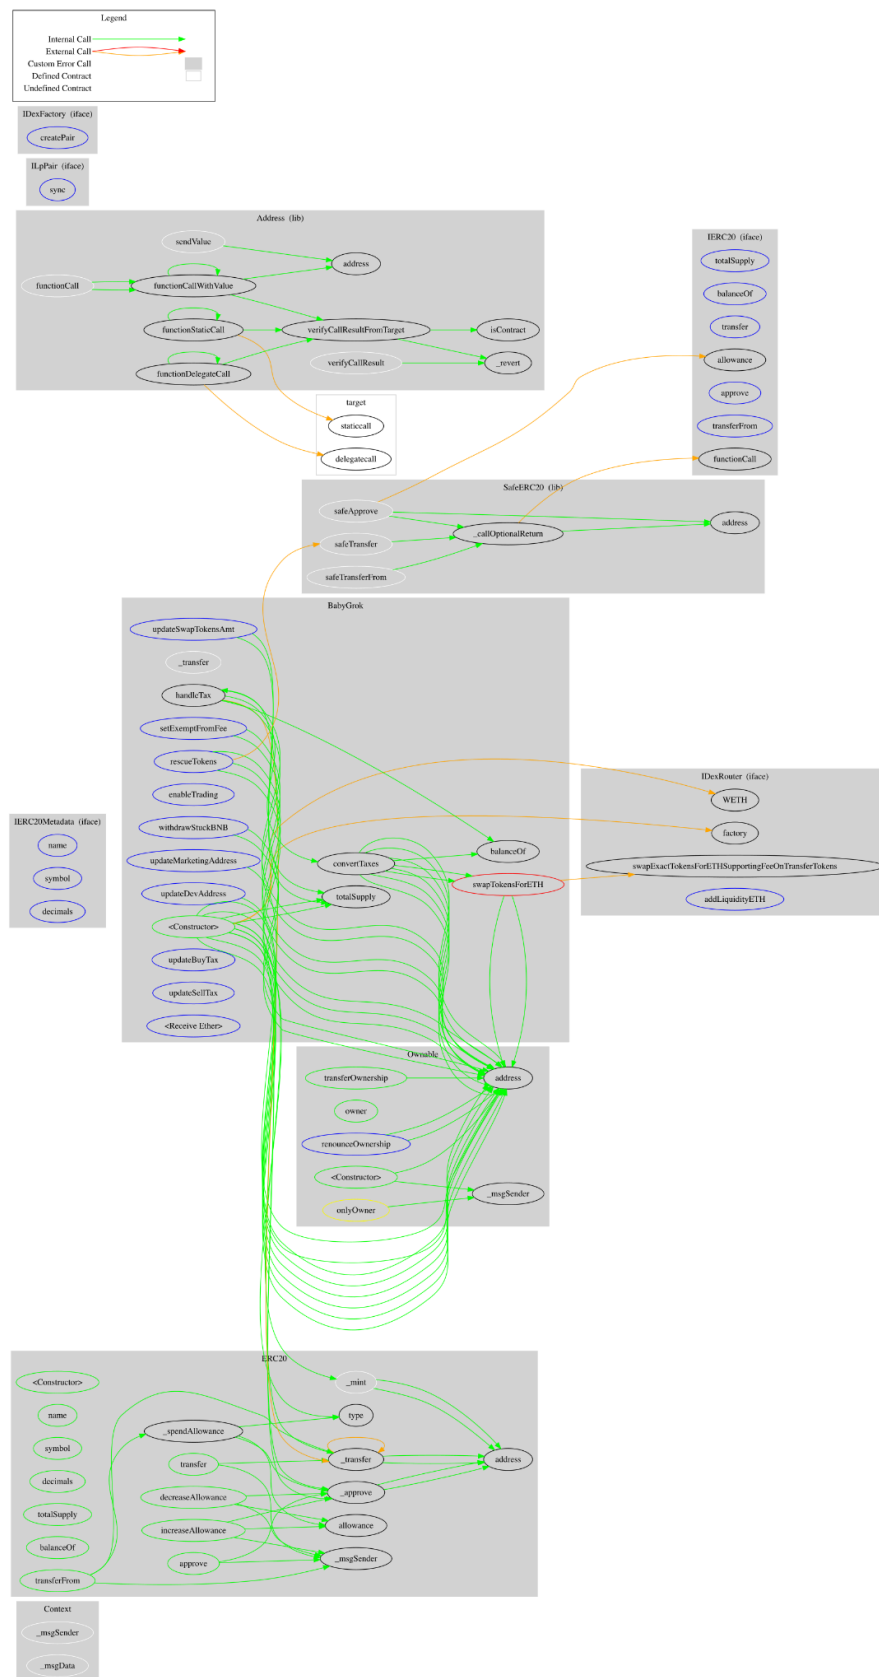 Legend
Internal Call
External Call
Custom Error Call
Defined Contract
Undefined Contract
IDexFactory (iface)
createPair
ILpPair (iface)
sync
Address (lib)
sendValue
address
functionCall
functionCallWithValue
functionStaticCall
verifyCallResultFromTarget
isContract
functionDelegateCall
verifyCallResult
_revert
target
staticcall
delegatecall
IERC20 (iface)
totalSupply
balanceOf
transfer
allowance
approve
transferFrom
functionCall
SafeERC20 (lib)
safeApprove
safeTransfer
safeTransferFrom
_callOptionalReturn
address
BabyGrok
updateSwapTokensAmt
_transfer
handleTax
setExemptFromFee
rescueTokens
enableTrading
withdrawStuckBNB
updateMarketingAddress
updateDevAddress
<Constructor>
updateBuyTax
updateSellTax
<Receive Ether>
convertTaxes
totalSupply
balanceOf
swapTokensForETH
IDexRouter (iface)
WETH
factory
swapExactTokensForETHSupportingFeeOnTransferTokens
addLiquidityETH
IERC20Metadata (iface)
name
symbol
decimals
Ownable
transferOwnership
owner
renounceOwnership
<Constructor>
onlyOwner
address
_msgSender
ERC20
<Constructor>
name
symbol
decimals
totalSupply
balanceOf
transferFrom
_spendAllowance
transfer
decreaseAllowance
increaseAllowance
approve
_mint
type
_transfer
_approve
allowance
_msgSender
address
Context
_msgSender
_msgData